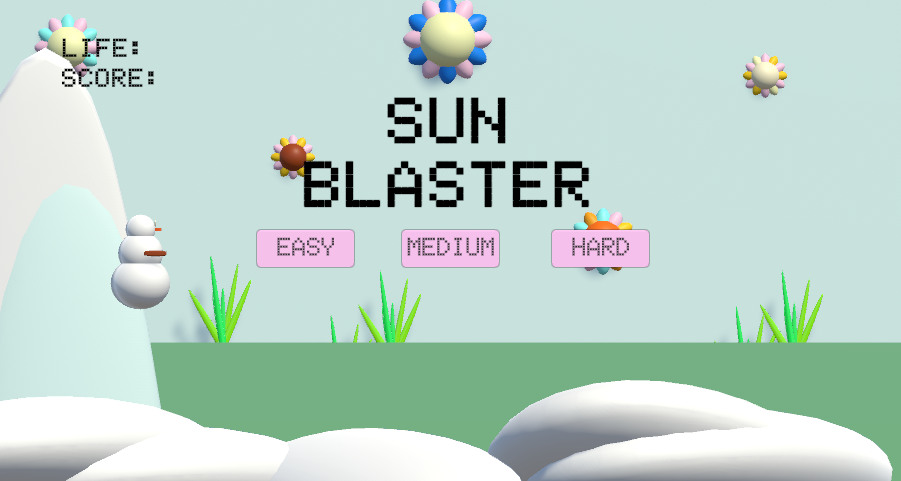 LIFE:
SCORE:
SUN
BLASTER
EASY
MEDIUM
HARD